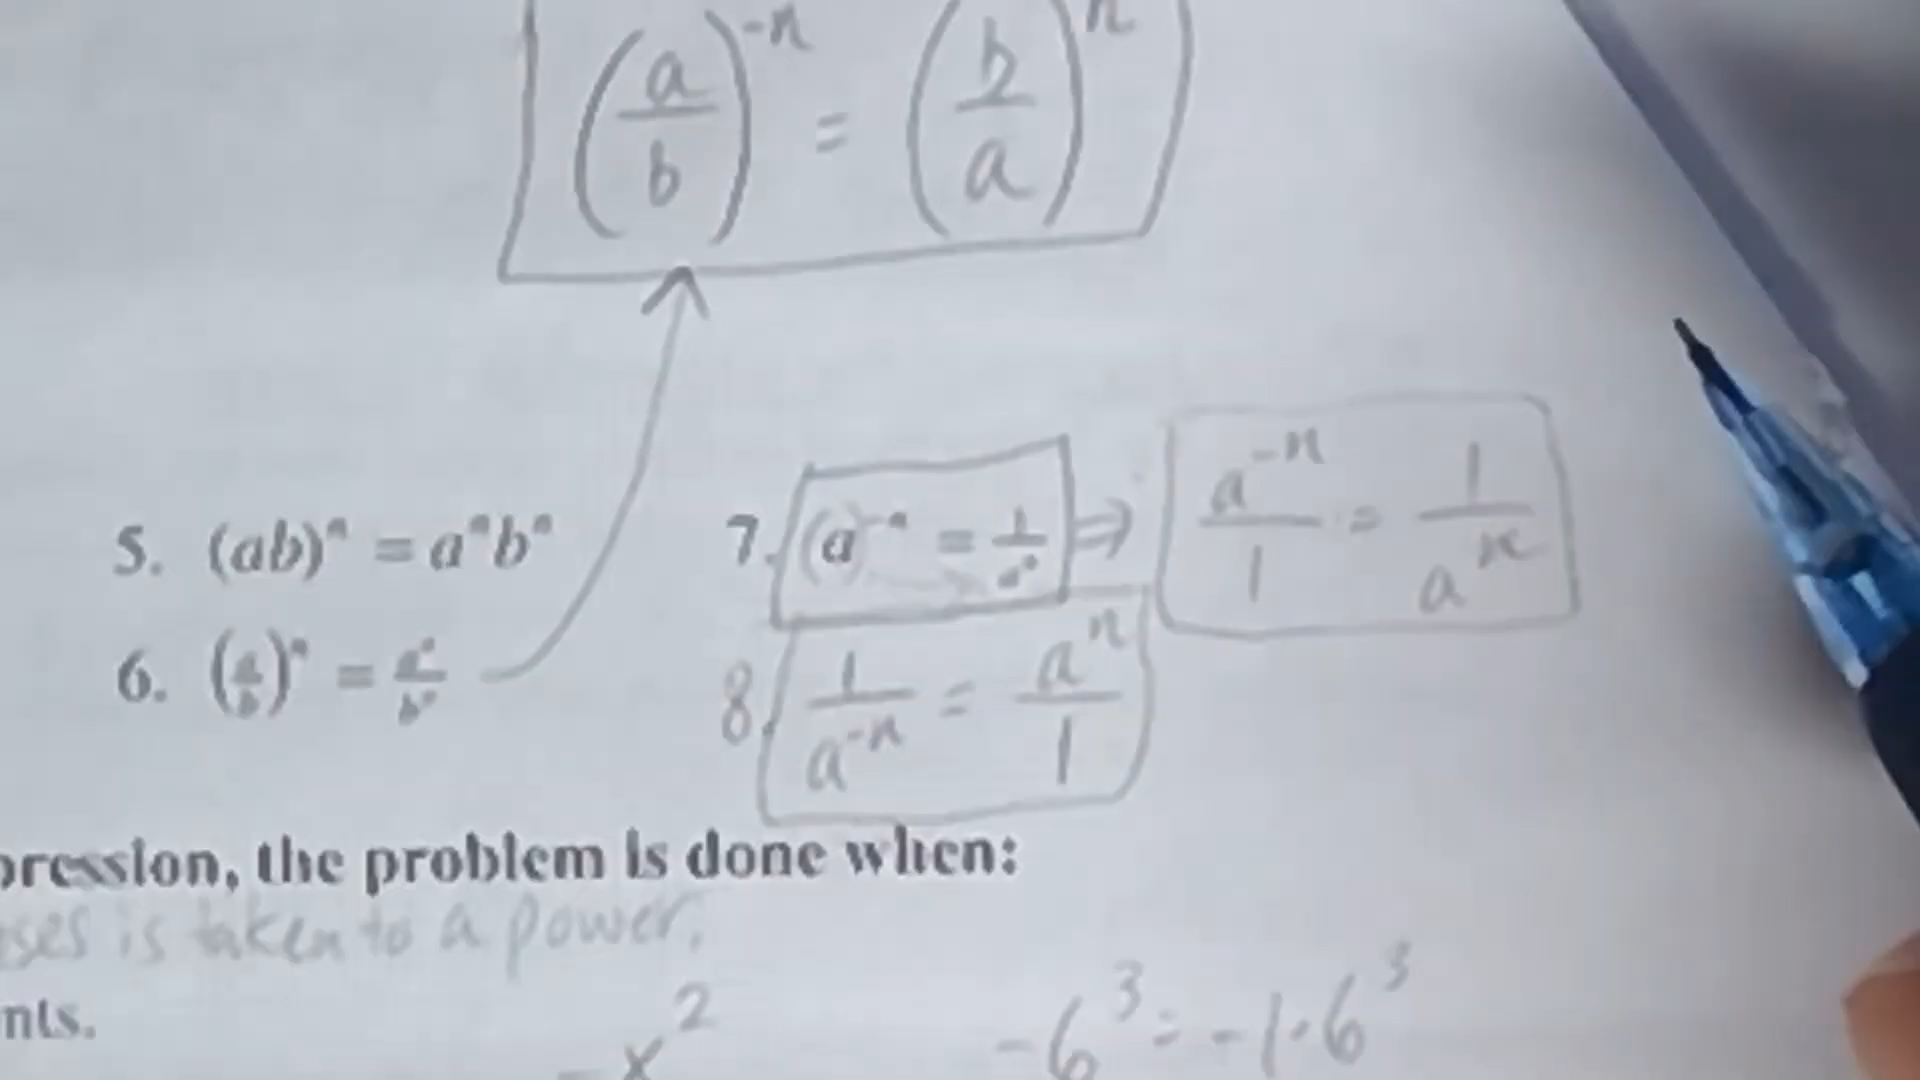 (a/b)^-n = (b/a)^n
5. (ab)^n = a^n b^n
6. (a/b)^n = a^n/b^n
7. (a)^-n = 1/a^n ⇒ a^-n/1 = 1/a^n
8. 1/a^-n = a^n/1
pression, the problem is done when:
ses is taken to a power.
nts.
-x^2
-6^3 = -1·6^3